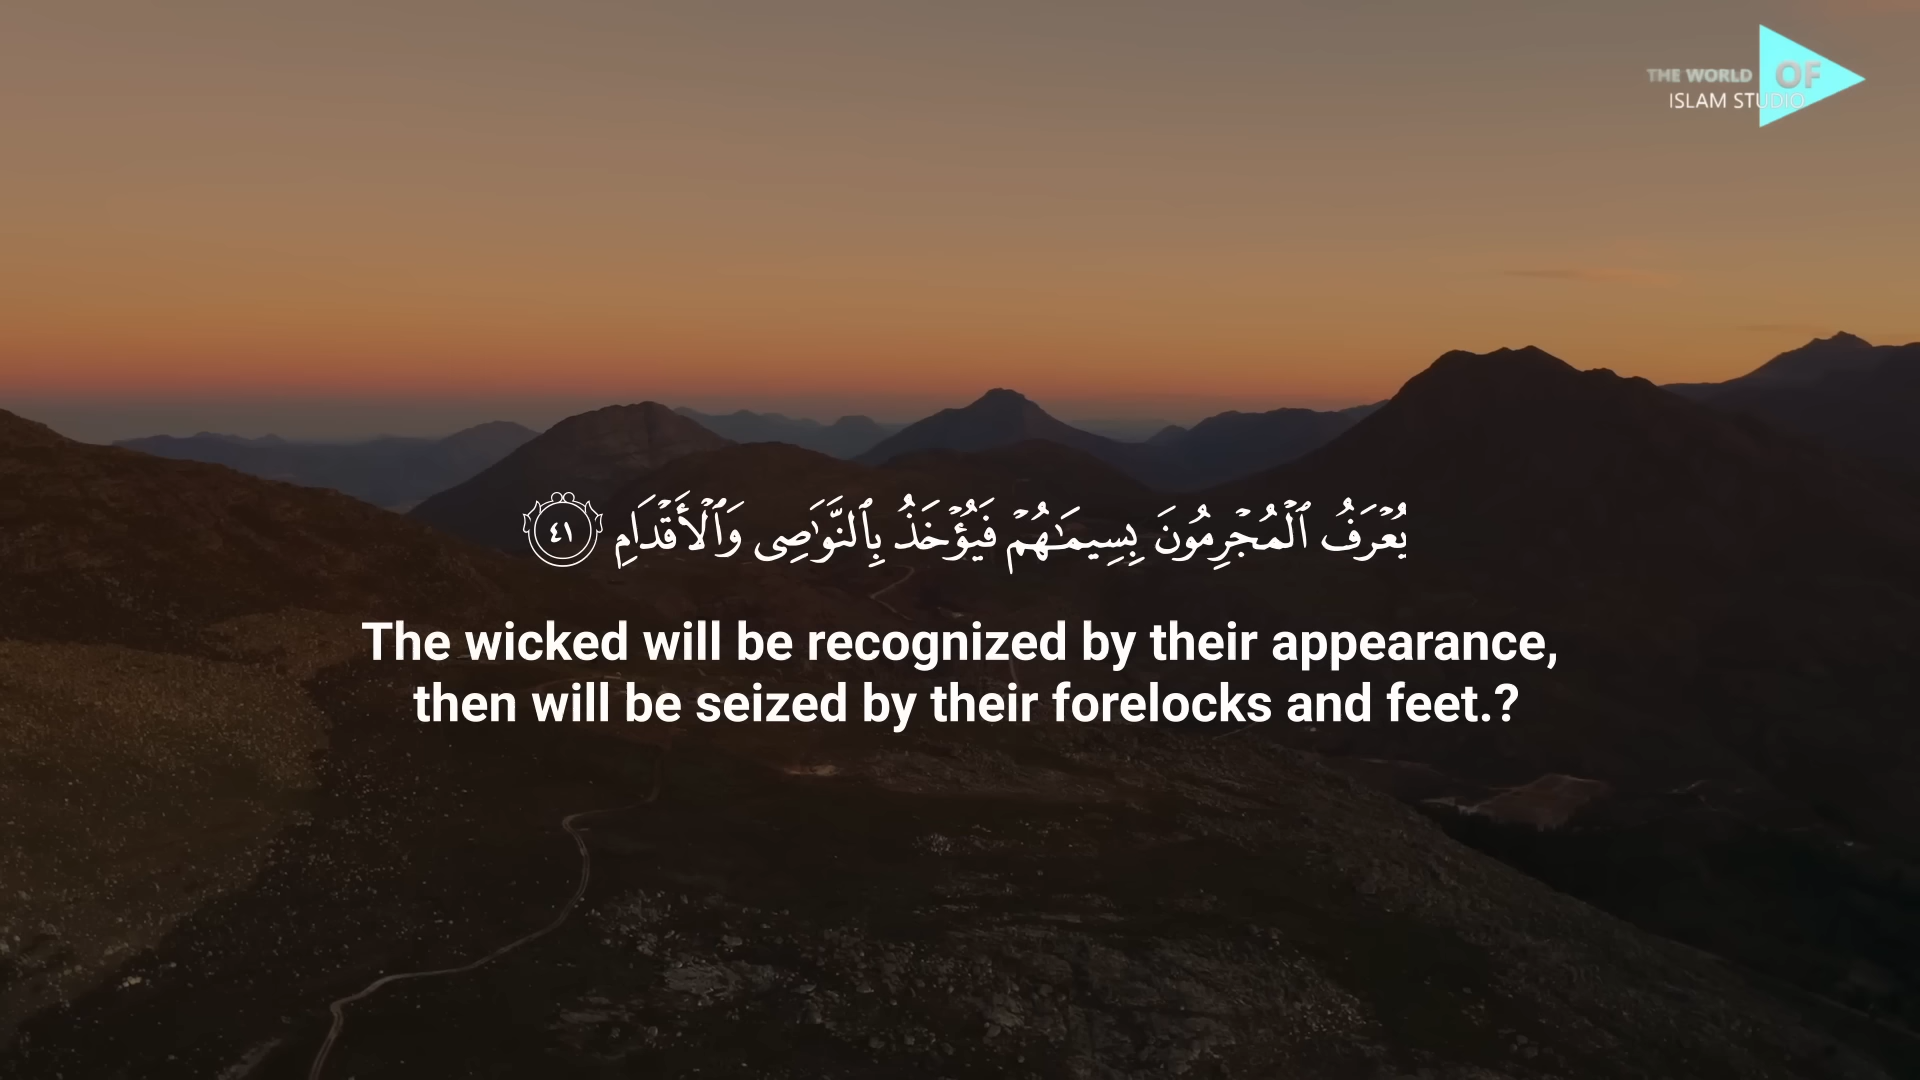 THE WORLD OF
ISLAM STUDIO
يُعۡرَفُ ٱلۡمُجۡرِمُونَ بِسِيمَـٰهُمۡ فَيُؤۡخَذُ بِٱلنَّوَٰصِى وَٱلۡأَقۡدَامِ ٤١
The wicked will be recognized by their appearance,
then will be seized by their forelocks and feet.?